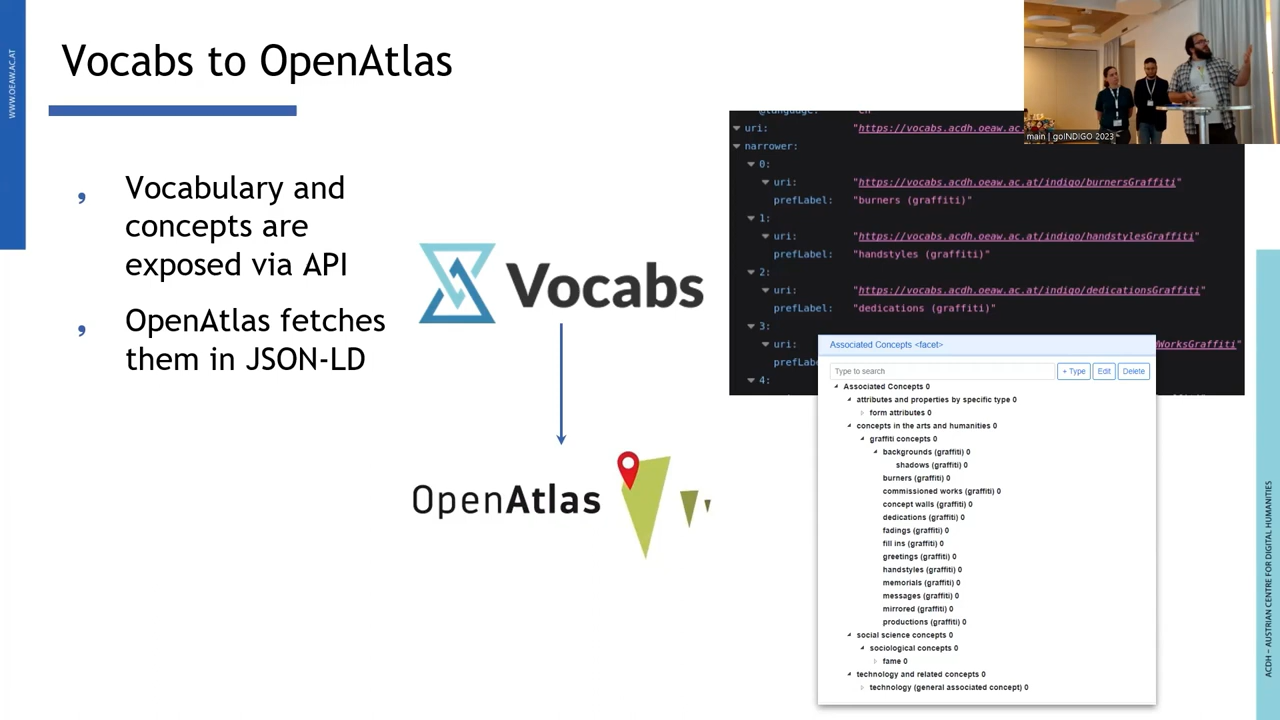 WWW.OEAW.AC.AT
Vocabs to OpenAtlas
Vocabulary and
concepts are
exposed via API
OpenAtlas fetches
them in JSON-LD
Vocabs
OpenAtlas
main | goINDIGO 2023
uri: "https://vocabs.acdh.oeaw.ac.
narrower:
0:
uri: "https://vocabs.acdh.oeaw.ac.at/indigo/burnersGraffiti"
prefLabel: "burners (graffiti)"
1:
uri: "https://vocabs.acdh.oeaw.ac.at/indigo/handstylesGraffiti"
prefLabel: "handstyles (graffiti)"
2:
uri: "https://vocabs.acdh.oeaw.ac.at/indigo/dedicationsGraffiti"
prefLabel: "dedications (graffiti)"
3:
uri: WorksGraffiti"
prefLabel:
4:
Associated Concepts <facet>
Type to search + Type Edit Delete
Associated Concepts 0
attributes and properties by specific type 0
form attributes 0
concepts in the arts and humanities 0
graffiti concepts 0
backgrounds (graffiti) 0
shadows (graffiti) 0
burners (graffiti) 0
commissioned works (graffiti) 0
concept walls (graffiti) 0
dedications (graffiti) 0
fadings (graffiti) 0
fill ins (graffiti) 0
greetings (graffiti) 0
handstyles (graffiti) 0
memorials (graffiti) 0
messages (graffiti) 0
mirrored (graffiti) 0
productions (graffiti) 0
social science concepts 0
sociological concepts 0
fame 0
technology and related concepts 0
technology (general associated concept) 0
ACDH – AUSTRIAN CENTRE FOR DIGITAL HUMANITIES